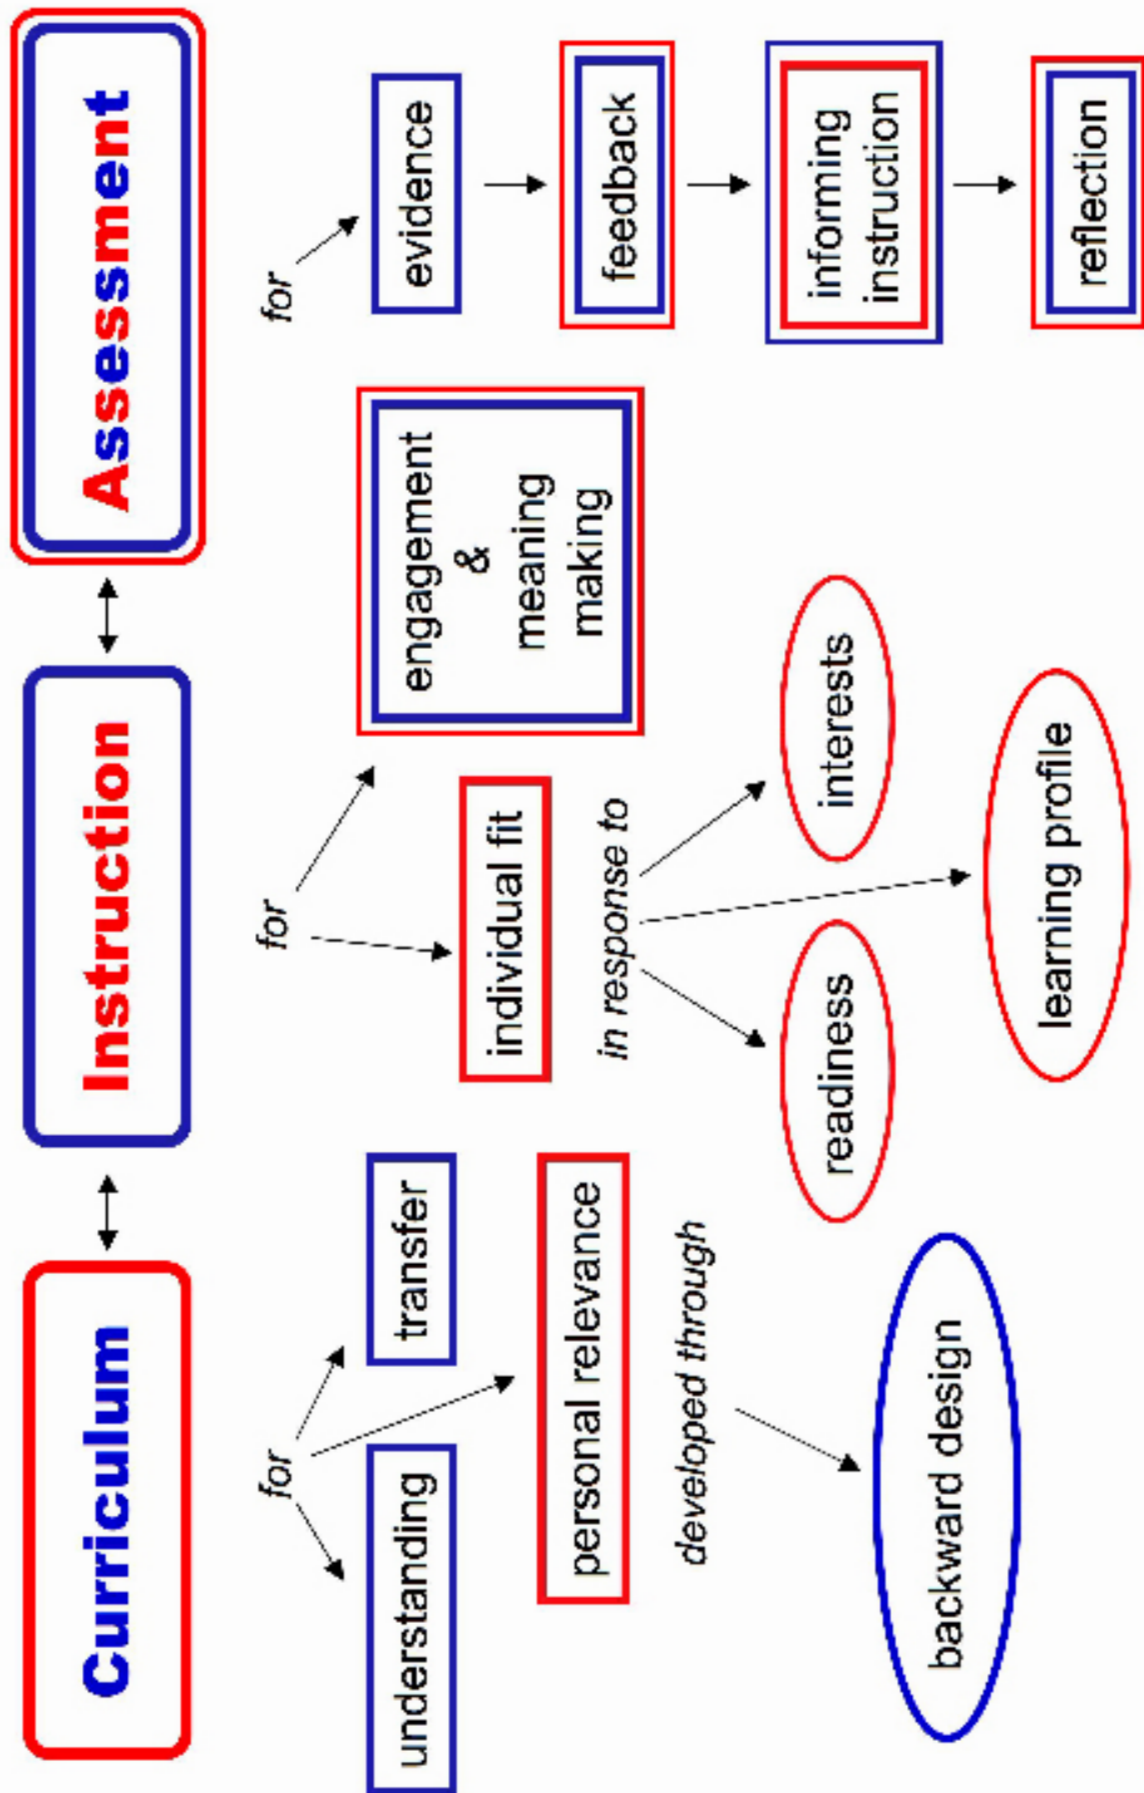 Curriculum
Instruction
Assessment
for
understanding
transfer
personal relevance
developed through
backward design
for
individual fit
engagement
&
meaning
making
in response to
readiness
interests
learning profile
for
evidence
feedback
informing
instruction
reflection